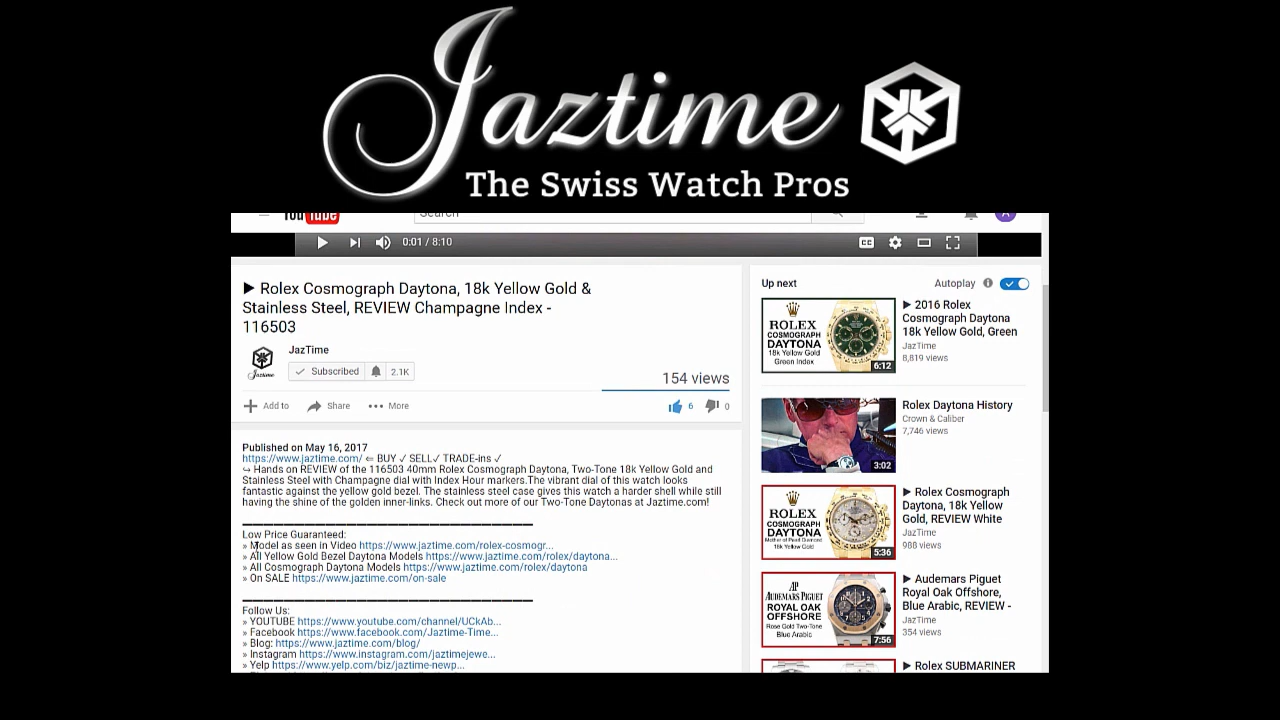 Jaztime
The Swiss Watch Pros
YouTube
Search
0:01 / 8:10
CC
► Rolex Cosmograph Daytona, 18k Yellow Gold &
Stainless Steel, REVIEW Champagne Index -
116503
JazTime
Jaztime
Subscribed 2.1K
154 views
Add to Share More
6 0
Published on May 16, 2017
https://www.jaztime.com/ ⇐ BUY ✓ SELL✓ TRADE-ins ✓
↪ Hands on REVIEW of the 116503 40mm Rolex Cosmograph Daytona, Two-Tone 18k Yellow Gold and
Stainless Steel with Champagne dial with Index Hour markers.The vibrant dial of this watch looks
fantastic against the yellow gold bezel. The stainless steel case gives this watch a harder shell while still
having the shine of the golden inner-links. Check out more of our Two-Tone Daytonas at Jaztime.com!
Low Price Guaranteed:
» Model as seen in Video https://www.jaztime.com/rolex-cosmogr...
» All Yellow Gold Bezel Daytona Models https://www.jaztime.com/rolex/daytona...
» All Cosmograph Daytona Models https://www.jaztime.com/rolex/daytona
» On SALE https://www.jaztime.com/on-sale
Follow Us:
» YOUTUBE https://www.youtube.com/channel/UCkAb...
» Facebook https://www.facebook.com/Jaztime-Time...
» Blog: https://www.jaztime.com/blog/
» Instagram https://www.instagram.com/jaztimejewe...
» Yelp https://www.yelp.com/biz/jaztime-newp...
Up next Autoplay
ROLEX
COSMOGRAPH
DAYTONA
18k Yellow Gold
Green Index
6:12
► 2016 Rolex
Cosmograph Daytona
18k Yellow Gold, Green
JazTime
8,819 views
3:02
Rolex Daytona History
Crown & Caliber
7,746 views
ROLEX
COSMOGRAPH
DAYTONA
Mother of Pearl Diamond
18k Yellow Gold
5:36
► Rolex Cosmograph
Daytona, 18k Yellow
Gold, REVIEW White
JazTime
988 views
AP
AUDEMARS PIGUET
ROYAL OAK
OFFSHORE
Rose Gold Two-Tone
Blue Arabic
7:56
► Audemars Piguet
Royal Oak Offshore,
Blue Arabic, REVIEW -
JazTime
354 views
► Rolex SUBMARINER